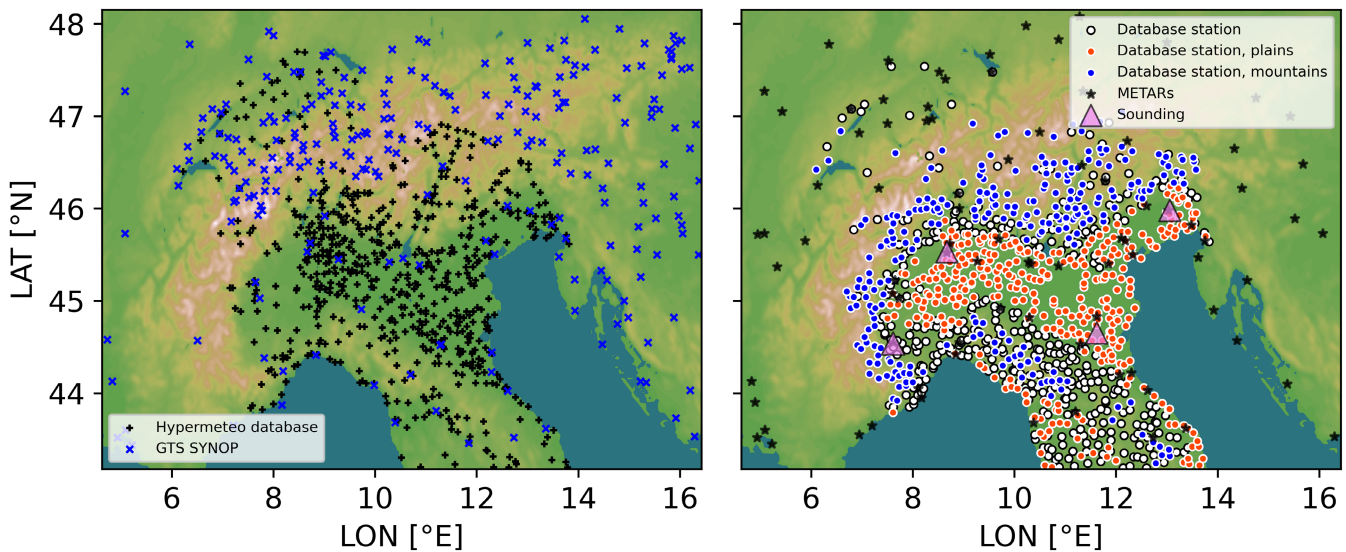 48
47
46
45
44
LAT [°N]
Hypermeteo database
GTS SYNOP
6
8
10
12
14
16
LON [°E]
Database station
Database station, plains
Database station, mountains
METARs
Sounding
6
8
10
12
14
16
LON [°E]